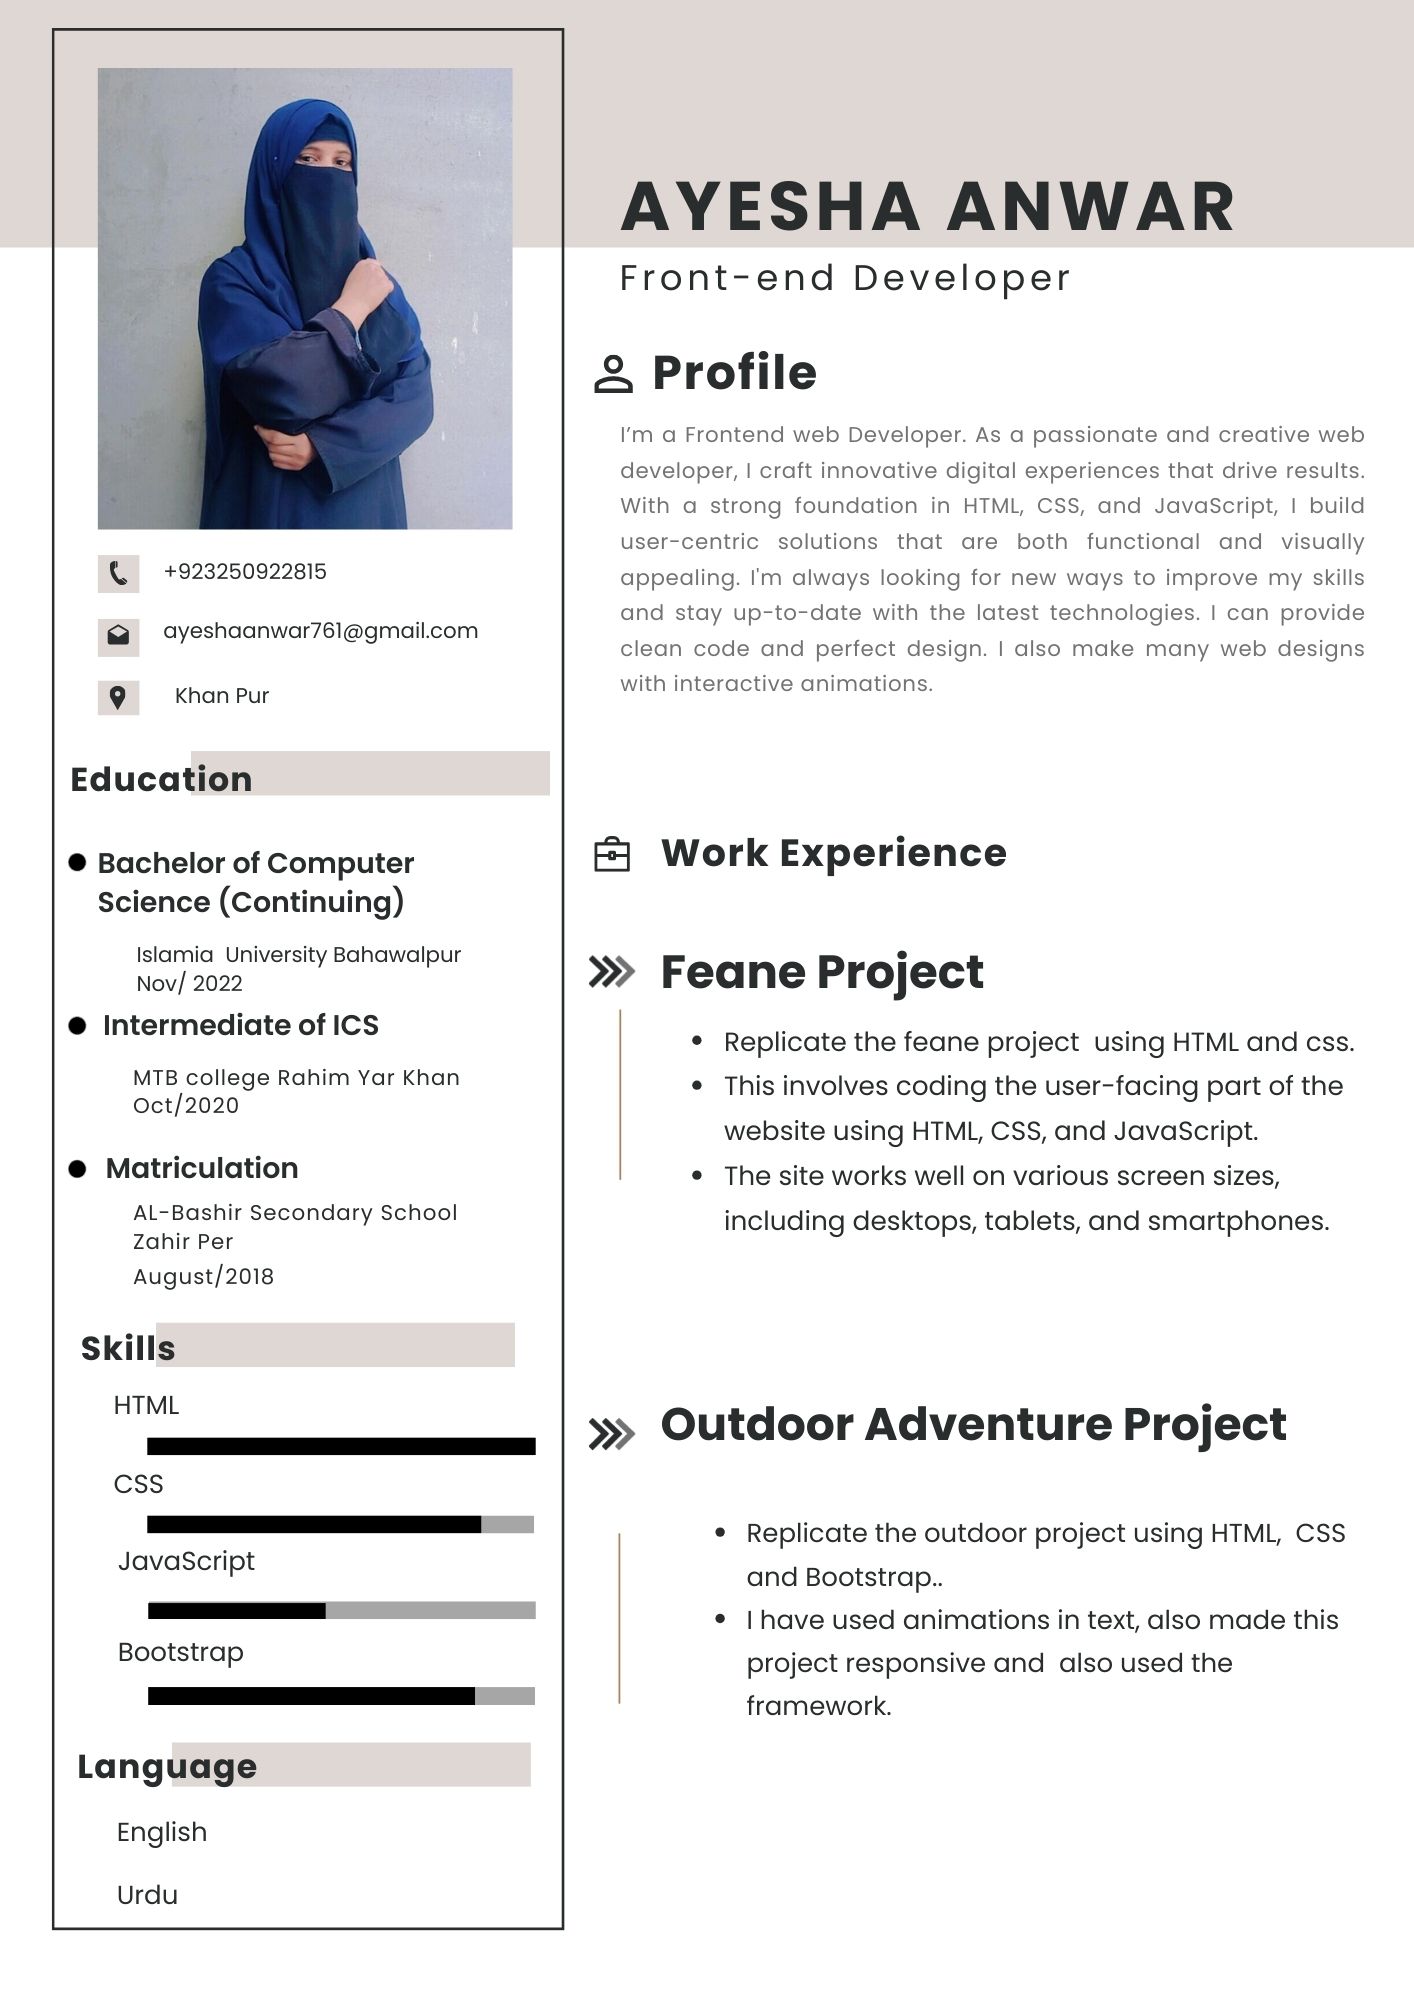 AYESHA ANWAR
Front-end Developer
+923250922815
ayeshaanwar761@gmail.com
Khan Pur
Education
Bachelor of Computer
Science (Continuing)
Islamia  University Bahawalpur
Nov/ 2022
Intermediate of ICS
MTB college Rahim Yar Khan
Oct/2020
Matriculation
AL-Bashir Secondary School
Zahir Per
August/2018
Skills
HTML
CSS
JavaScript
Bootstrap
Language
English
Urdu
Profile
I’m a Frontend web Developer. As a passionate and creative web
developer, I craft innovative digital experiences that drive results.
With a strong foundation in HTML, CSS, and JavaScript, I build
user-centric solutions that are both functional and visually
appealing. I'm always looking for new ways to improve my skills
and stay up-to-date with the latest technologies. I can provide
clean code and perfect design. I also make many web designs
with interactive animations.
Work Experience
Feane Project
• Replicate the feane project  using HTML and css.
• This involves coding the user-facing part of the
website using HTML, CSS, and JavaScript.
• The site works well on various screen sizes,
including desktops, tablets, and smartphones.
Outdoor Adventure Project
• Replicate the outdoor project using HTML,  CSS
and Bootstrap..
• I have used animations in text, also made this
project responsive and  also used the
framework.